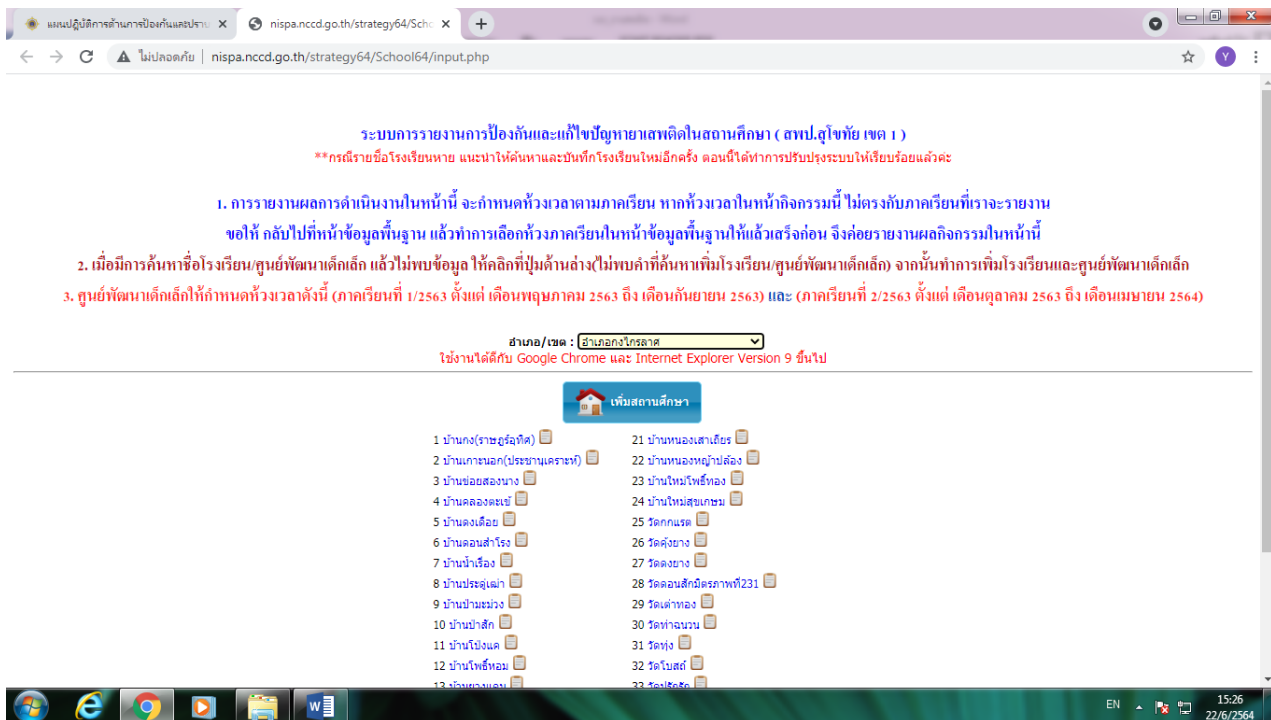 แผนปฏิบัติการด้านการป้องกันและปรา
nispa.nccd.go.th/strategy64/Scho
ไม่ปลอดภัย | nispa.nccd.go.th/strategy64/School64/input.php
Y
ระบบการรายงานการป้องกันและแก้ไขปัญหายาเสพติดในสถานศึกษา ( สพป.สุโขทัย เขต 1 )
**กรณีรายชื่อโรงเรียนหาย แนะนำให้ค้นหาและบันทึกโรงเรียนใหม่อีกครั้ง ตอนนี้ได้ทำการปรับปรุงระบบให้เรียบร้อยแล้วค่ะ
1. การรายงานผลการดำเนินงานในหน้านี้ จะกำหนดห้วงเวลาตามภาคเรียน หากห้วงเวลาในหน้ากิจกรรมนี้ ไม่ตรงกับภาคเรียนที่เราจะรายงาน
ขอให้ กลับไปที่หน้าข้อมูลพื้นฐาน แล้วทำการเลือกห้วงภาคเรียนในหน้าข้อมูลพื้นฐานให้แล้วเสร็จก่อน จึงค่อยรายงานผลกิจกรรมในหน้านี้
2. เมื่อมีการค้นหาชื่อโรงเรียน/ศูนย์พัฒนาเด็กเล็ก แล้วไม่พบข้อมูล ให้คลิกที่ปุ่มด้านล่าง(ไม่พบคำที่ค้นหาเพิ่มโรงเรียน/ศูนย์พัฒนาเด็กเล็ก) จากนั้นทำการเพิ่มโรงเรียนและศูนย์พัฒนาเด็กเล็ก
3. ศูนย์พัฒนาเด็กเล็กให้กำหนดห้วงเวลาดังนี้ (ภาคเรียนที่ 1/2563 ตั้งแต่ เดือนพฤษภาคม 2563 ถึง เดือนกันยายน 2563) และ (ภาคเรียนที่ 2/2563 ตั้งแต่ เดือนตุลาคม 2563 ถึง เดือนเมษายน 2564)
อำเภอ/เขต : อำเภอกงไกรลาศ
ใช้งานได้ดีกับ Google Chrome และ Internet Explorer Version 9 ขึ้นไป
เพิ่มสถานศึกษา
1 บ้านกง(ราษฎร์อุทิศ)
2 บ้านเกาะนอก(ประชานุเคราะห์)
3 บ้านข่อยสองนาง
4 บ้านคลองตะเข้
5 บ้านดงเดือย
6 บ้านดอนสำโรง
7 บ้านน้ำเรื่อง
8 บ้านประดู่เฒ่า
9 บ้านป่ามะม่วง
10 บ้านป่าสัก
11 บ้านโป่งแค
12 บ้านโพธิ์หอม
13 บ้านยางแดน
21 บ้านหนองเสาเถียร
22 บ้านหนองหญ้าปล้อง
23 บ้านใหม่โพธิ์ทอง
24 บ้านใหม่สุขเกษม
25 วัดกกแรต
26 วัดคุ้งยาง
27 วัดดงยาง
28 วัดดอนสักมิตรภาพที่231
29 วัดเต่าทอง
30 วัดท่าฉนวน
31 วัดทุ่ง
32 วัดโบสถ์
33 วัดปรักรัก
EN
15:26
22/6/2564